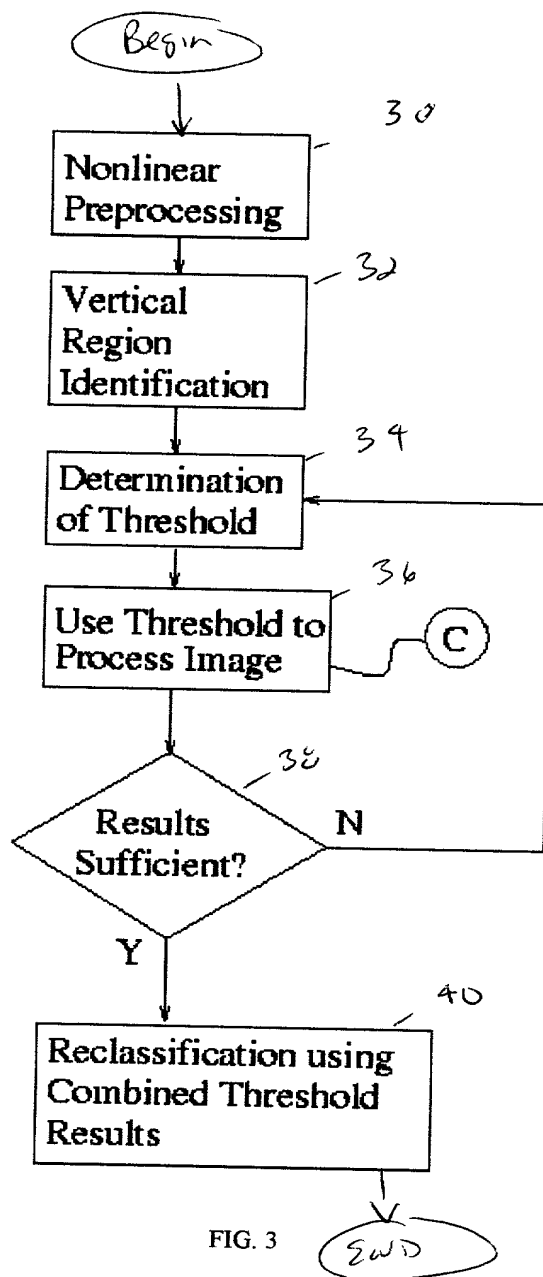 Begin
30
Nonlinear
Preprocessing
32
Vertical
Region
Identification
34
Determination
of Threshold
36
Use Threshold to
Process Image
C
38
Results
Sufficient?
N
Y
40
Reclassification using
Combined Threshold
Results
FIG. 3
END